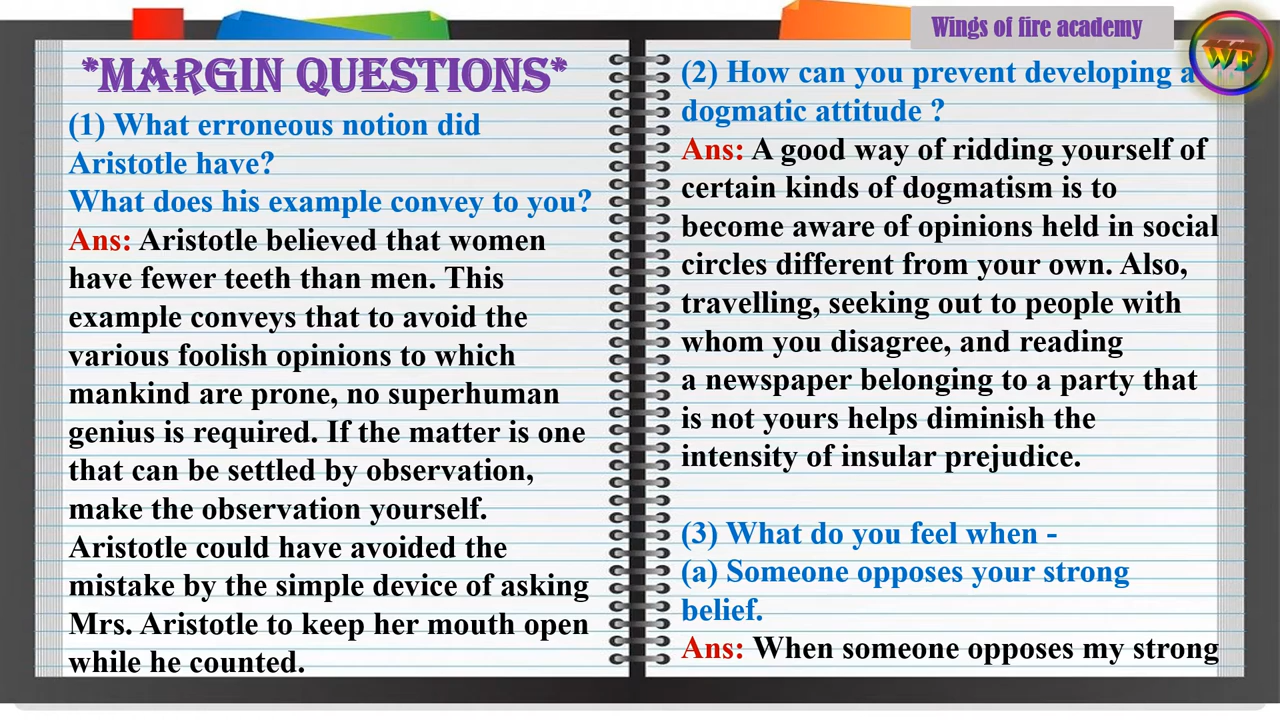 Wings of fire academy
WF
*MARGIN QUESTIONS*
(1) What erroneous notion did
Aristotle have?
What does his example convey to you?
Ans: Aristotle believed that women
have fewer teeth than men. This
example conveys that to avoid the
various foolish opinions to which
mankind are prone, no superhuman
genius is required. If the matter is one
that can be settled by observation,
make the observation yourself.
Aristotle could have avoided the
mistake by the simple device of asking
Mrs. Aristotle to keep her mouth open
while he counted.
(2) How can you prevent developing a
dogmatic attitude ?
Ans: A good way of ridding yourself of
certain kinds of dogmatism is to
become aware of opinions held in social
circles different from your own. Also,
travelling, seeking out to people with
whom you disagree, and reading
a newspaper belonging to a party that
is not yours helps diminish the
intensity of insular prejudice.
(3) What do you feel when -
(a) Someone opposes your strong
belief.
Ans: When someone opposes my strong